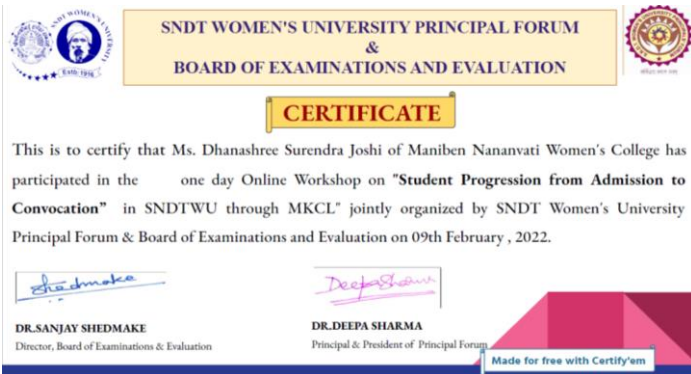 SNDT WOMEN'S UNIVERSITY PRINCIPAL FORUM
&
BOARD OF EXAMINATIONS AND EVALUATION
CERTIFICATE
This is to certify that Ms. Dhanashree Surendra Joshi of Maniben Nananvati Women's College has
participated in the one day Online Workshop on "Student Progression from Admission to
Convocation” in SNDTWU through MKCL" jointly organized by SNDT Women's University
Principal Forum & Board of Examinations and Evaluation on 09th February , 2022.
Shedmake
DeepaSharma
DR.SANJAY SHEDMAKE
Director, Board of Examinations & Evaluation
DR.DEEPA SHARMA
Principal & President of Principal Forum
Made for free with Certify'em